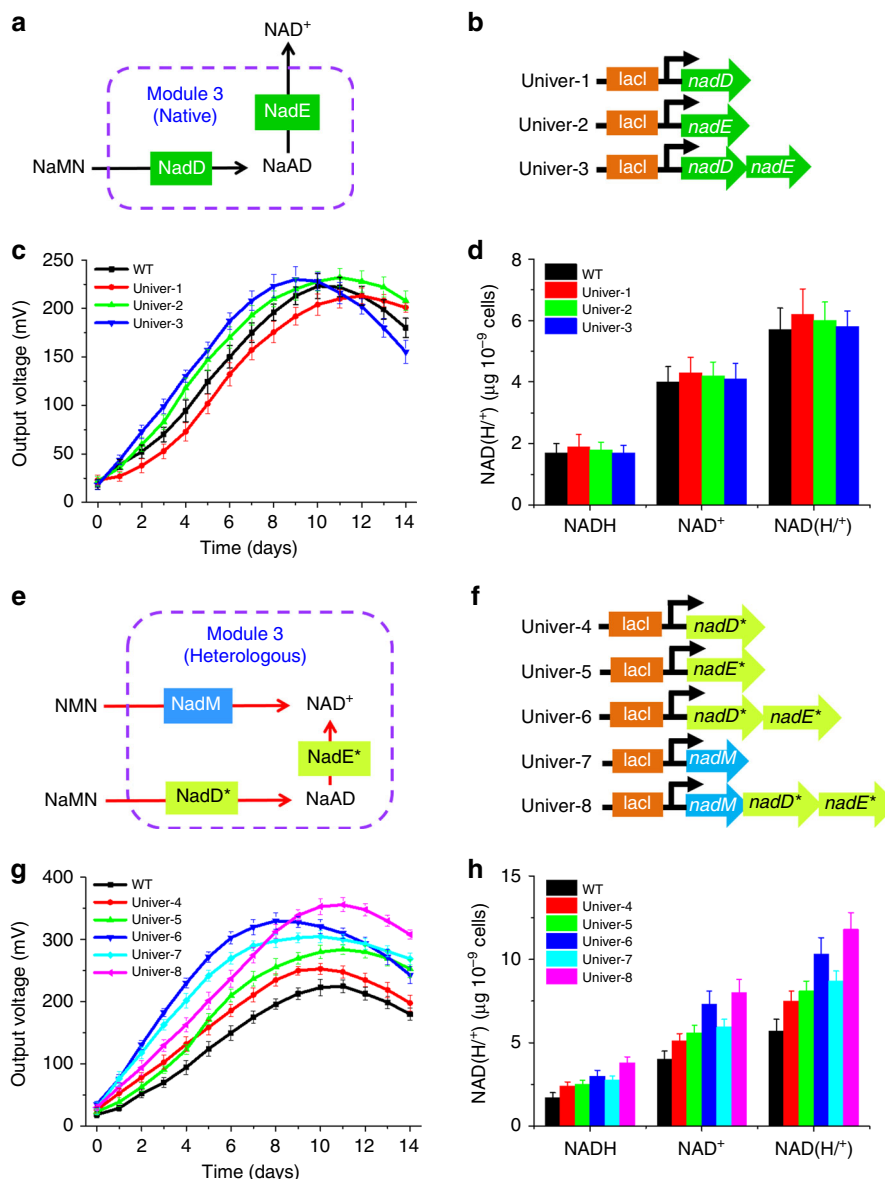 a
NAD+
Module 3
(Native)
NadE
NaMN
NadD
NaAD
b
Univer-1
lacI
nadD
Univer-2
lacI
nadE
Univer-3
lacI
nadD
nadE
c
250
200
150
100
50
0
Output voltage (mV)
WT
Univer-1
Univer-2
Univer-3
0 2 4 6 8 10 12 14
Time (days)
d
8
6
4
2
0
NAD(H/+) (µg 10−9 cells)
WT
Univer-1
Univer-2
Univer-3
NADH NAD+ NAD(H/+)
e
Module 3
(Heterologous)
NMN
NadM
NAD+
NadE*
NaMN
NadD*
NaAD
f
Univer-4
lacI
nadD*
Univer-5
lacI
nadE*
Univer-6
lacI
nadD*
nadE*
Univer-7
lacI
nadM
Univer-8
lacI
nadM
nadD*
nadE*
g
400
300
200
100
0
Output voltage (mV)
WT
Univer-4
Univer-5
Univer-6
Univer-7
Univer-8
0 2 4 6 8 10 12 14
Time (days)
h
15
10
5
0
NAD(H/+) (µg 10−9 cells)
WT
Univer-4
Univer-5
Univer-6
Univer-7
Univer-8
NADH NAD+ NAD(H/+)